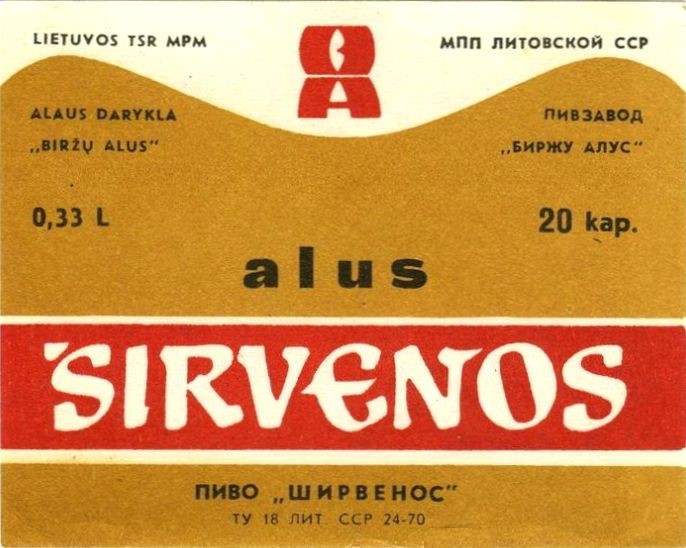 LIETUVOS TSR MPM
МПП ЛИТОВСКОЙ ССР
BA
ALAUS DARYKLA
„BIRŽŲ ALUS“
ПИВЗАВОД
„БИРЖУ АЛУС“
0,33 L
20 kap.
alus
ŠIRVENOS
ПИВО „ШИРВЕНОС“
ТУ 18 ЛИТ ССР 24-70